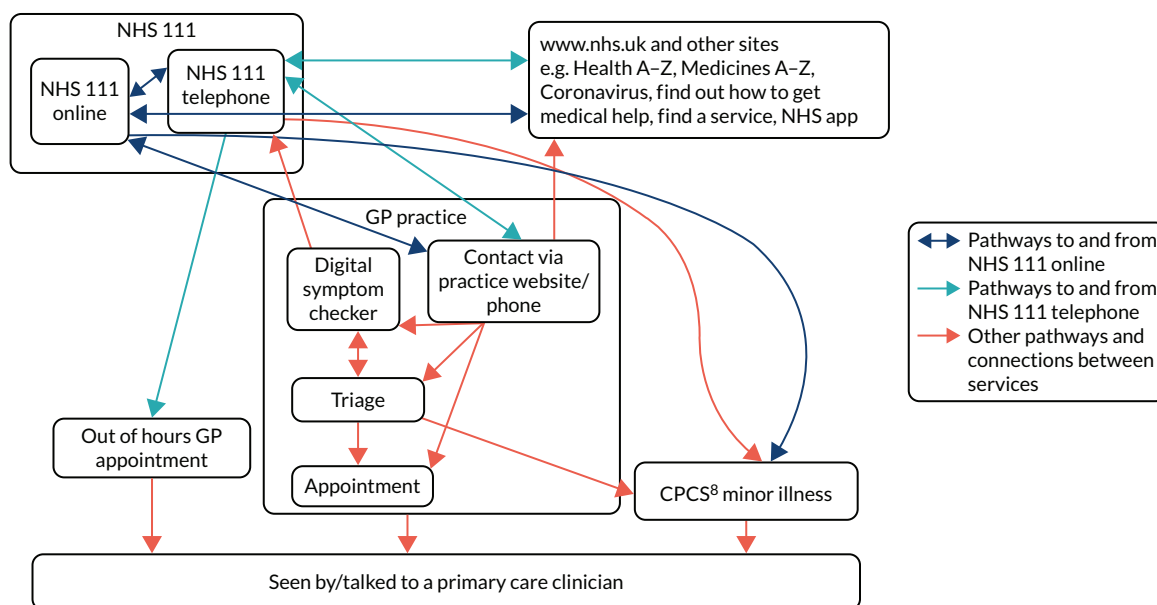 NHS 111
NHS 111
online
NHS 111
telephone
www.nhs.uk and other sites
e.g. Health A–Z, Medicines A–Z,
Coronavirus, find out how to get
medical help, find a service, NHS app
GP practice
Digital
symptom
checker
Contact via
practice website/
phone
Triage
Appointment
Out of hours GP
appointment
CPCS⁸ minor illness
Seen by/talked to a primary care clinician
Pathways to and from
NHS 111 online
Pathways to and from
NHS 111 telephone
Other pathways and
connections between
services